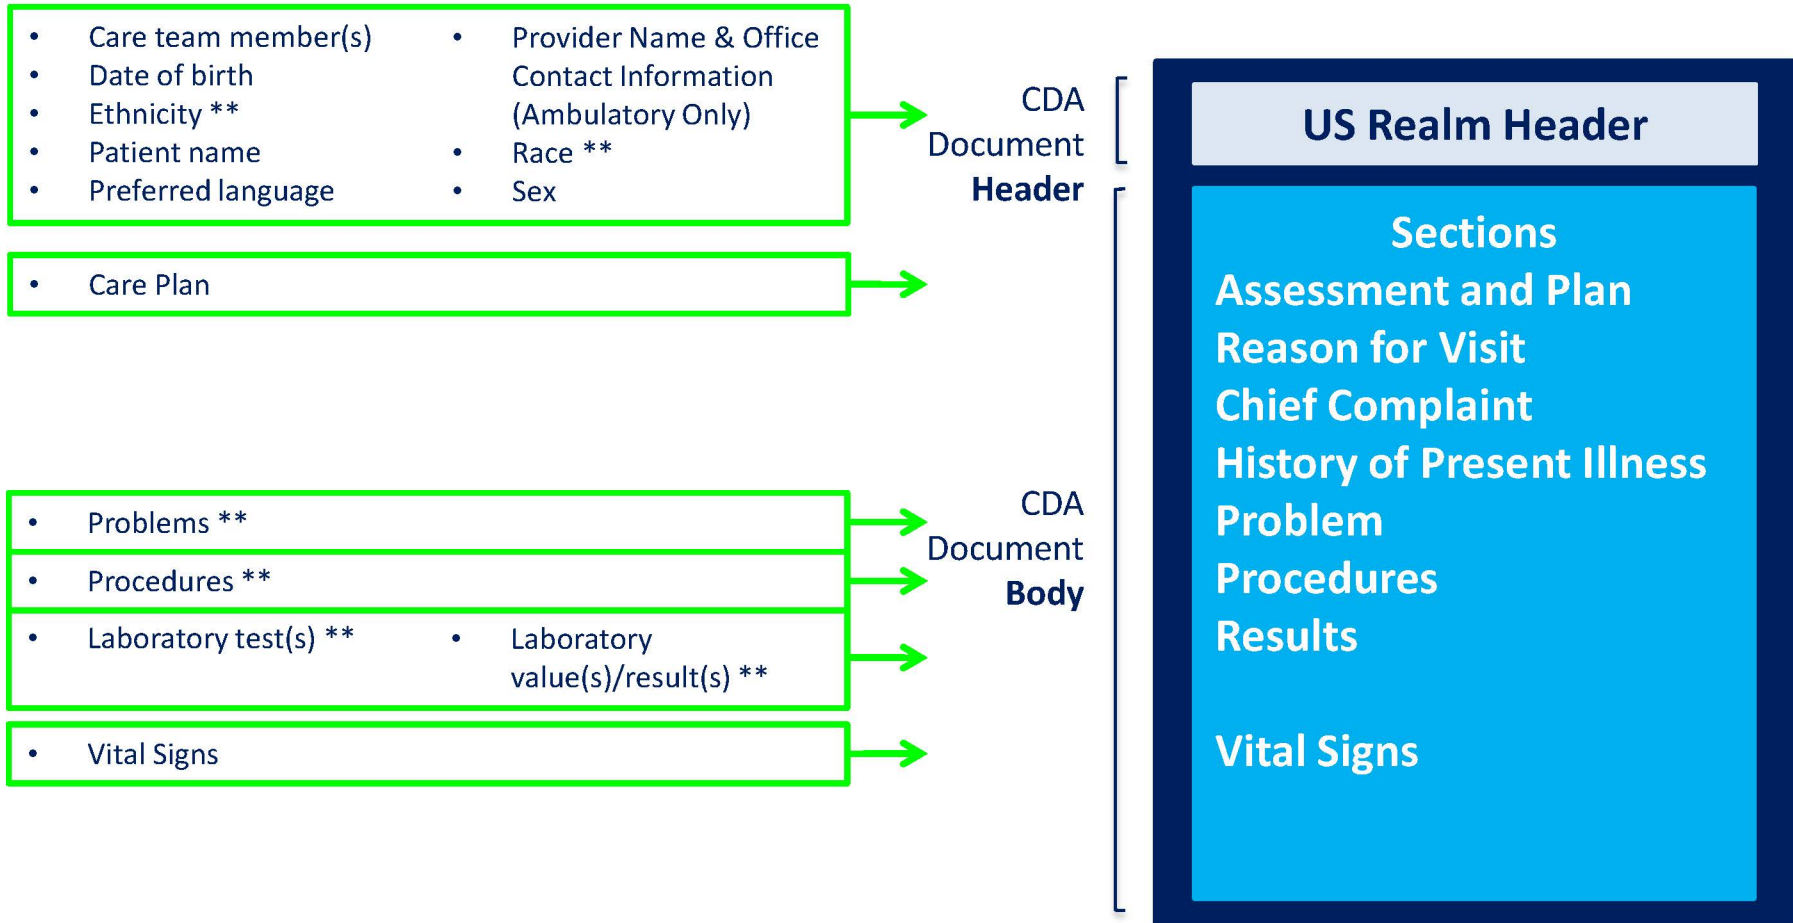 • Care team member(s)
• Date of birth
• Ethnicity **
• Patient name
• Preferred language
• Provider Name & Office
Contact Information
(Ambulatory Only)
• Race **
• Sex
• Care Plan
• Problems **
• Procedures **
• Laboratory test(s) **
• Laboratory
value(s)/result(s) **
• Vital Signs
CDA
Document
Header
CDA
Document
Body
US Realm Header
Sections
Assessment and Plan
Reason for Visit
Chief Complaint
History of Present Illness
Problem
Procedures
Results
Vital Signs